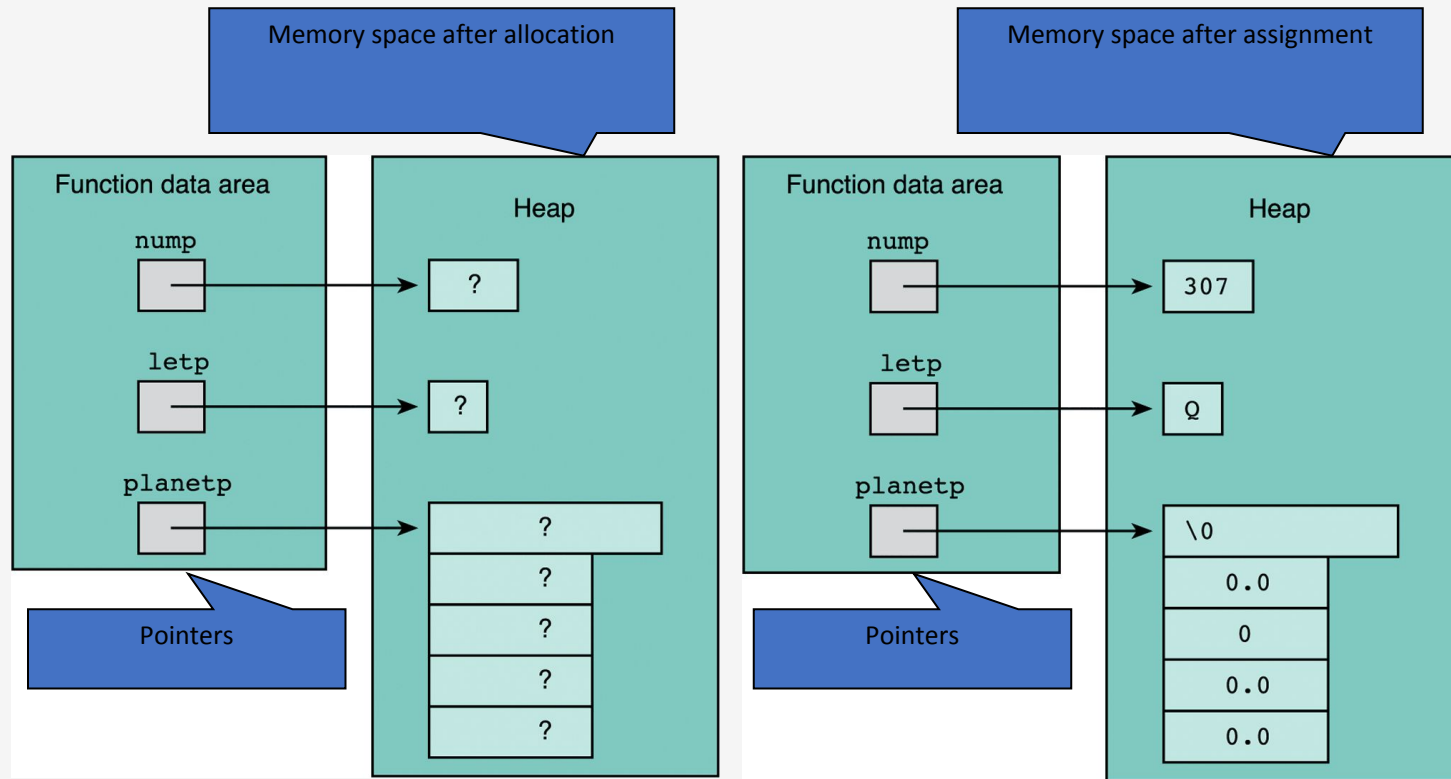 Memory space after allocation
Function data area
Heap
nump
?
letp
?
planetp
?
?
?
?
?
Pointers
Memory space after assignment
Function data area
Heap
nump
307
letp
Q
planetp
\0
0.0
0
0.0
0.0
Pointers